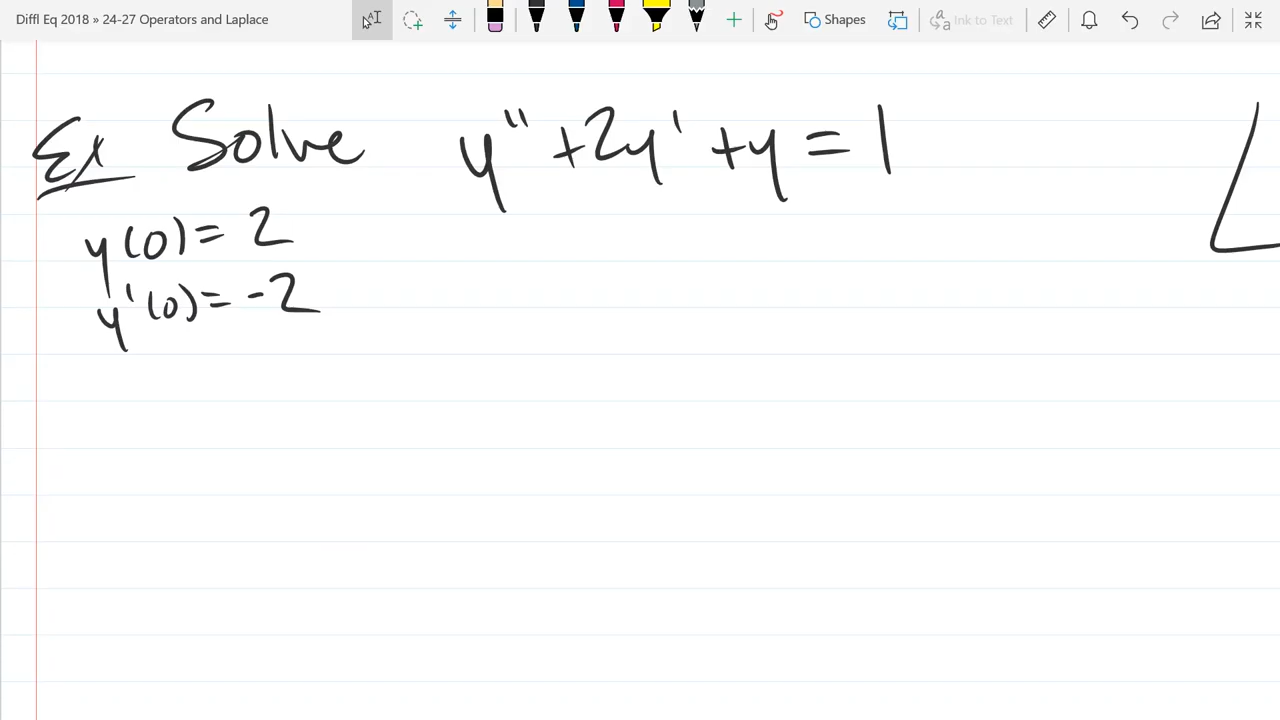 Diffl Eq 2018 » 24-27 Operators and Laplace
Shapes
Ink to Text
Ex Solve y'' + 2y' + y = 1
y(0) = 2
y'(0) = -2